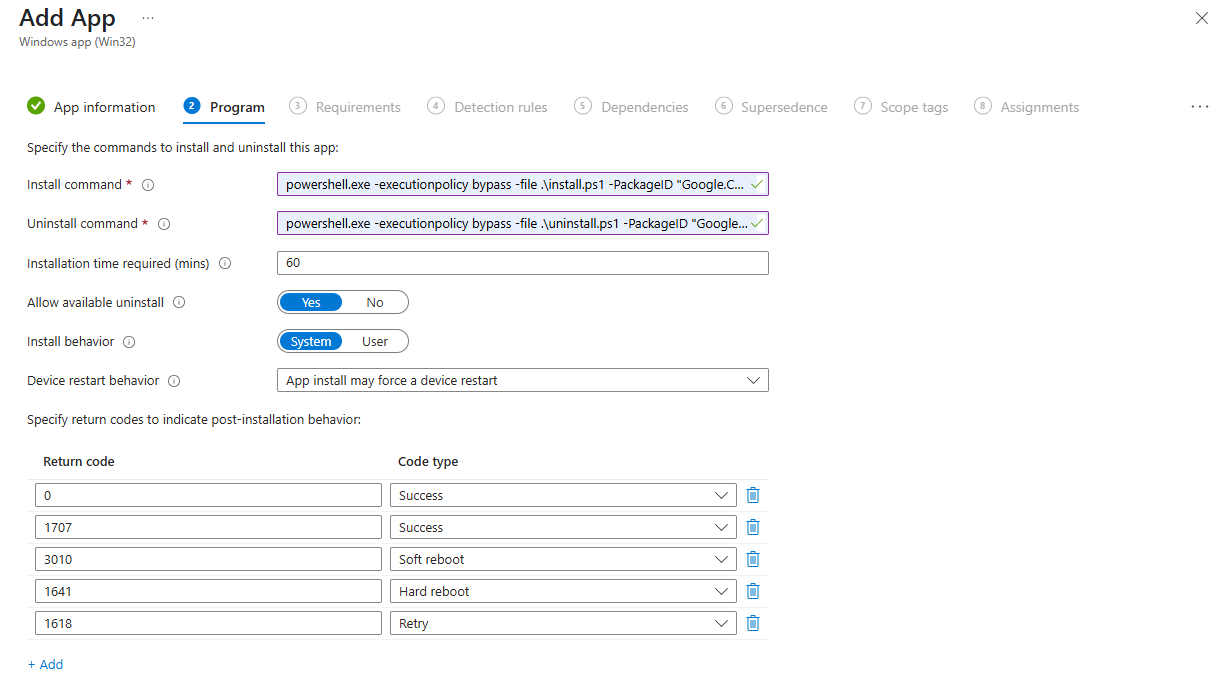 Add App ...
Windows app (Win32)
App information 2 Program 3 Requirements 4 Detection rules 5 Dependencies 6 Supersedence 7 Scope tags 8 Assignments ...
Specify the commands to install and uninstall this app:
Install command * powershell.exe -executionpolicy bypass -file .\install.ps1 -PackageID "Google.C...
Uninstall command * powershell.exe -executionpolicy bypass -file .\uninstall.ps1 -PackageID "Google...
Installation time required (mins) 60
Allow available uninstall Yes No
Install behavior System User
Device restart behavior App install may force a device restart
Specify return codes to indicate post-installation behavior:
Return code Code type
0 Success
1707 Success
3010 Soft reboot
1641 Hard reboot
1618 Retry
+ Add